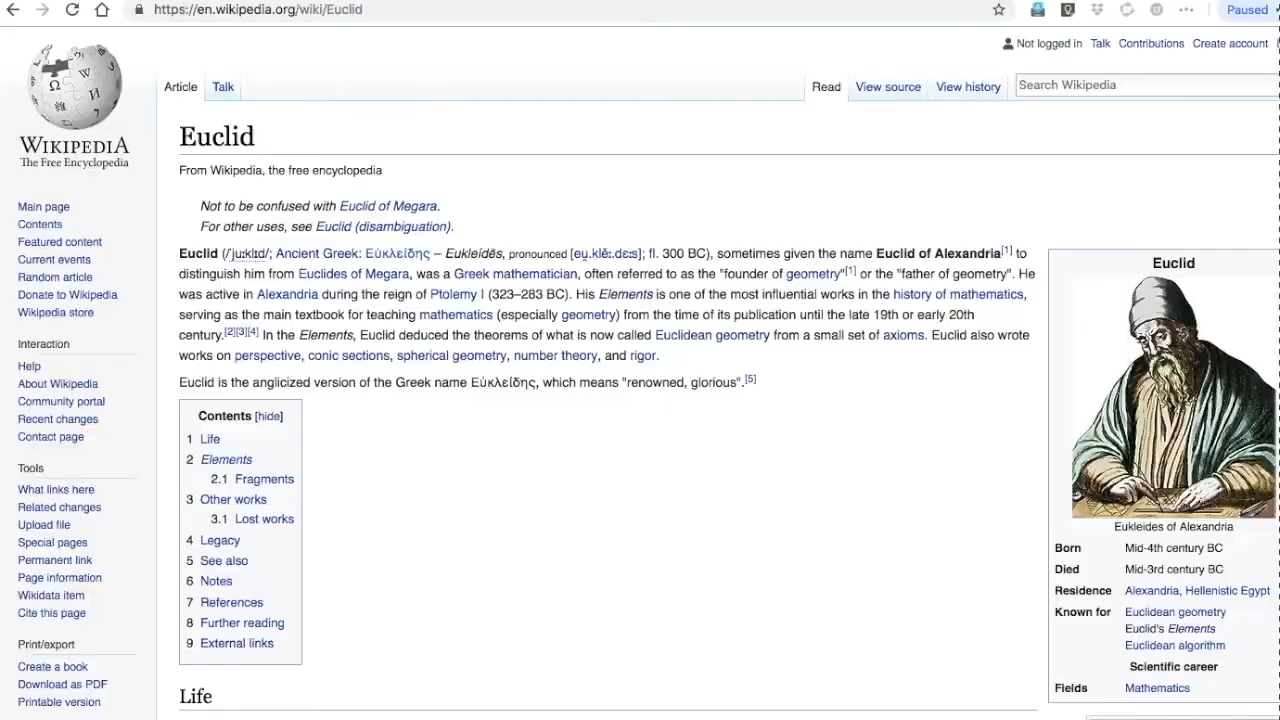 https://en.wikipedia.org/wiki/Euclid
Paused
Not logged in Talk Contributions Create account
Article Talk
Read View source View history
Search Wikipedia
WIKIPEDIA
The Free Encyclopedia
Main page
Contents
Featured content
Current events
Random article
Donate to Wikipedia
Wikipedia store
Interaction
Help
About Wikipedia
Community portal
Recent changes
Contact page
Tools
What links here
Related changes
Upload file
Special pages
Permanent link
Page information
Wikidata item
Cite this page
Print/export
Create a book
Download as PDF
Printable version
Euclid
From Wikipedia, the free encyclopedia
Not to be confused with Euclid of Megara.
For other uses, see Euclid (disambiguation).
Euclid (/ˈjuːklɪd/; Ancient Greek: Εὐκλείδης – Eukleídēs, pronounced [eu̯.klěː.dɛːs]; fl. 300 BC), sometimes given the name Euclid of Alexandria[1] to
distinguish him from Euclides of Megara, was a Greek mathematician, often referred to as the "founder of geometry"[1] or the "father of geometry". He
was active in Alexandria during the reign of Ptolemy I (323–283 BC). His Elements is one of the most influential works in the history of mathematics,
serving as the main textbook for teaching mathematics (especially geometry) from the time of its publication until the late 19th or early 20th
century.[2][3][4] In the Elements, Euclid deduced the theorems of what is now called Euclidean geometry from a small set of axioms. Euclid also wrote
works on perspective, conic sections, spherical geometry, number theory, and rigor.
Euclid is the anglicized version of the Greek name Εὐκλείδης, which means "renowned, glorious".[5]
Contents [hide]
1 Life
2 Elements
2.1 Fragments
3 Other works
3.1 Lost works
4 Legacy
5 See also
6 Notes
7 References
8 Further reading
9 External links
Life
Euclid
Eukleides of Alexandria
Born Mid-4th century BC
Died Mid-3rd century BC
Residence Alexandria, Hellenistic Egypt
Known for Euclidean geometry
Euclid's Elements
Euclidean algorithm
Scientific career
Fields Mathematics